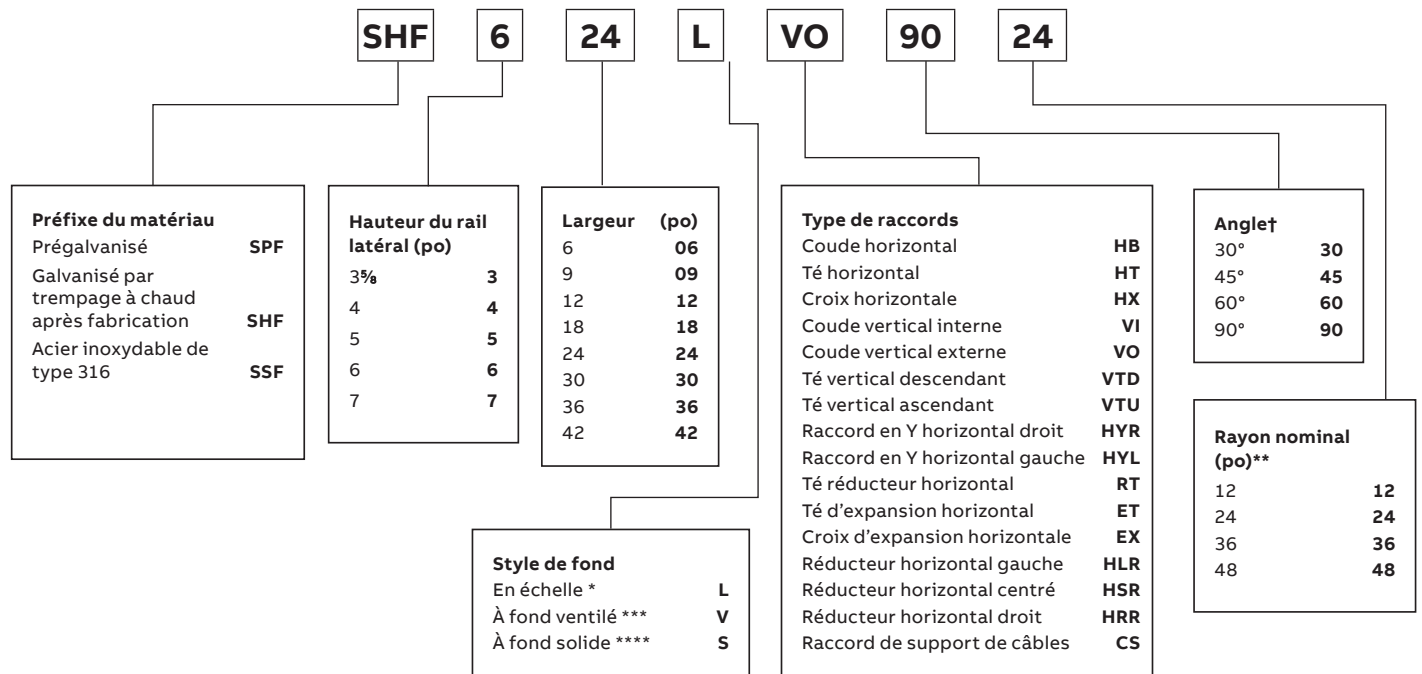 SHF 6 24 L VO 90 24
Préfixe du matériau
Prégalvanisé SPF
Galvanisé par
trempage à chaud
après fabrication SHF
Acier inoxydable de
type 316 SSF
Hauteur du rail
latéral (po)
3⅝ 3
4 4
5 5
6 6
7 7
Largeur (po)
6 06
9 09
12 12
18 18
24 24
30 30
36 36
42 42
Style de fond
En échelle * L
À fond ventilé *** V
À fond solide **** S
Type de raccords
Coude horizontal HB
Té horizontal HT
Croix horizontale HX
Coude vertical interne VI
Coude vertical externe VO
Té vertical descendant VTD
Té vertical ascendant VTU
Raccord en Y horizontal droit HYR
Raccord en Y horizontal gauche HYL
Té réducteur horizontal RT
Té d'expansion horizontal ET
Croix d'expansion horizontale EX
Réducteur horizontal gauche HLR
Réducteur horizontal centré HSR
Réducteur horizontal droit HRR
Raccord de support de câbles CS
Angle†
30° 30
45° 45
60° 60
90° 90
Rayon nominal
(po)**
12 12
24 24
36 36
48 48